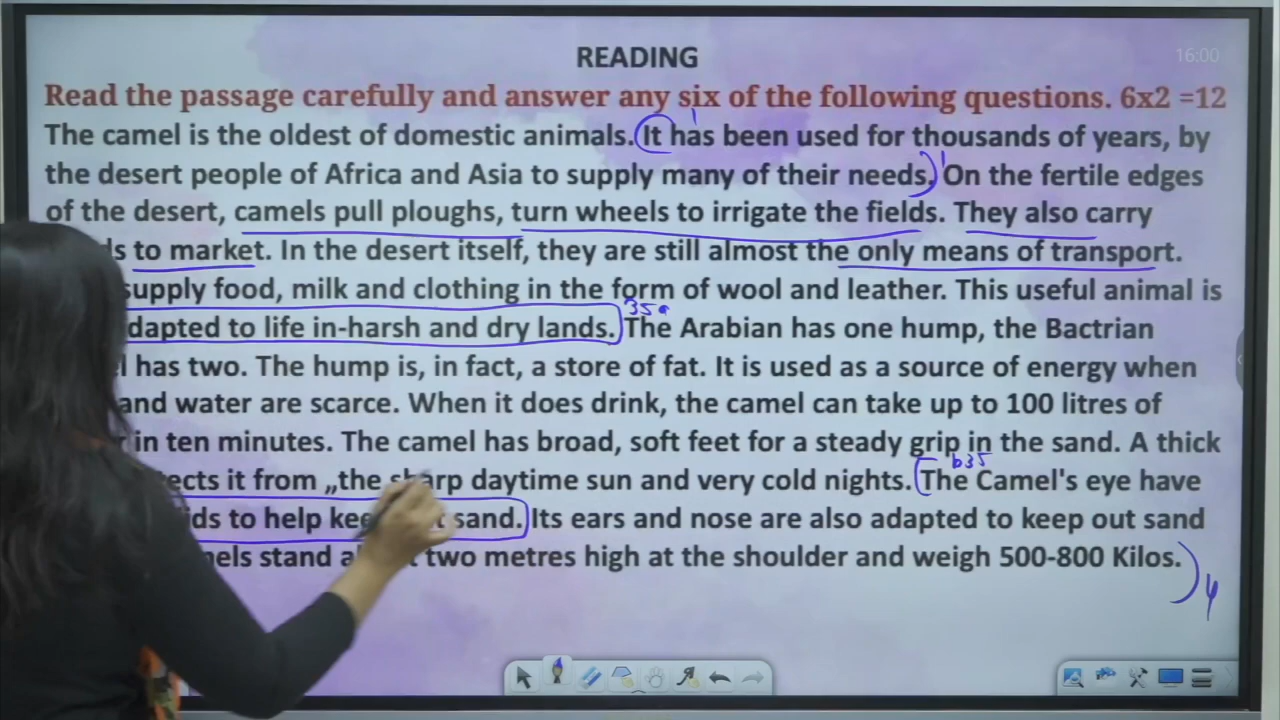 READING
16:00
Read the passage carefully and answer any six of the following questions. 6x2 =12
The camel is the oldest of domestic animals. It has been used for thousands of years, by
the desert people of Africa and Asia to supply many of their needs. On the fertile edges
of the desert, camels pull ploughs, turn wheels to irrigate the fields. They also carry
to market. In the desert itself, they are still almost the only means of transport.
supply food, milk and clothing in the form of wool and leather. This useful animal is
35a
to life in-harsh and dry lands. The Arabian has one hump, the Bactrian
has two. The hump is, in fact, a store of fat. It is used as a source of energy when
and water are scarce. When it does drink, the camel can take up to 100 litres of
in ten minutes. The camel has broad, soft feet for a steady grip in the sand. A thick
b35
it from „the sharp daytime sun and very cold nights. The Camel's eye have
to help sand. Its ears and nose are also adapted to keep out sand
stand two metres high at the shoulder and weigh 500-800 Kilos.